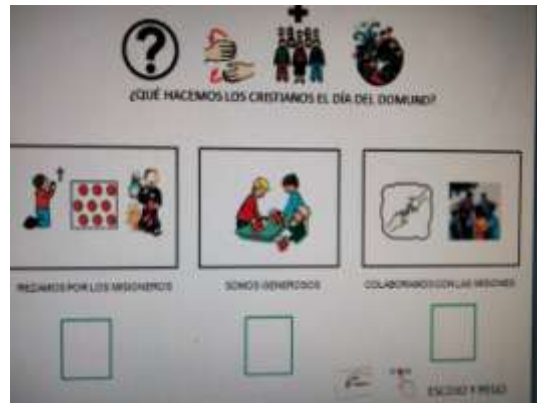 ¿QUÉ HACEMOS LOS CRISTIANOS EL DÍA DEL DOMUND?
REZAMOS POR LOS MISIONEROS
SOMOS GENEROSOS
COLABORAMOS CON LAS MISIONES
ESCOJO Y PEGO